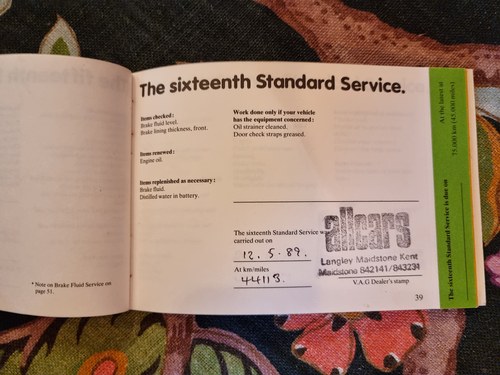 The sixteenth Standard Service.
Items checked:
Brake fluid level.
Brake lining thickness, front.
Items renewed:
Engine oil.
Items replenished as necessary:
Brake fluid.
Distilled water in battery.
Work done only if your vehicle
has the equipment concerned:
Oil strainer cleaned.
Door check straps greased.
The sixteenth Standard Service w
carried out on
12.5.89.
At km/miles
44113.
allcars
Langley Maidstone Kent
Maidstone 842141/843231
V.A.G Dealer's stamp
39
* Note on Brake Fluid Service on
page 51.
The sixteenth Standard Service is due on
At the latest at
75,000 km (45,000 miles)